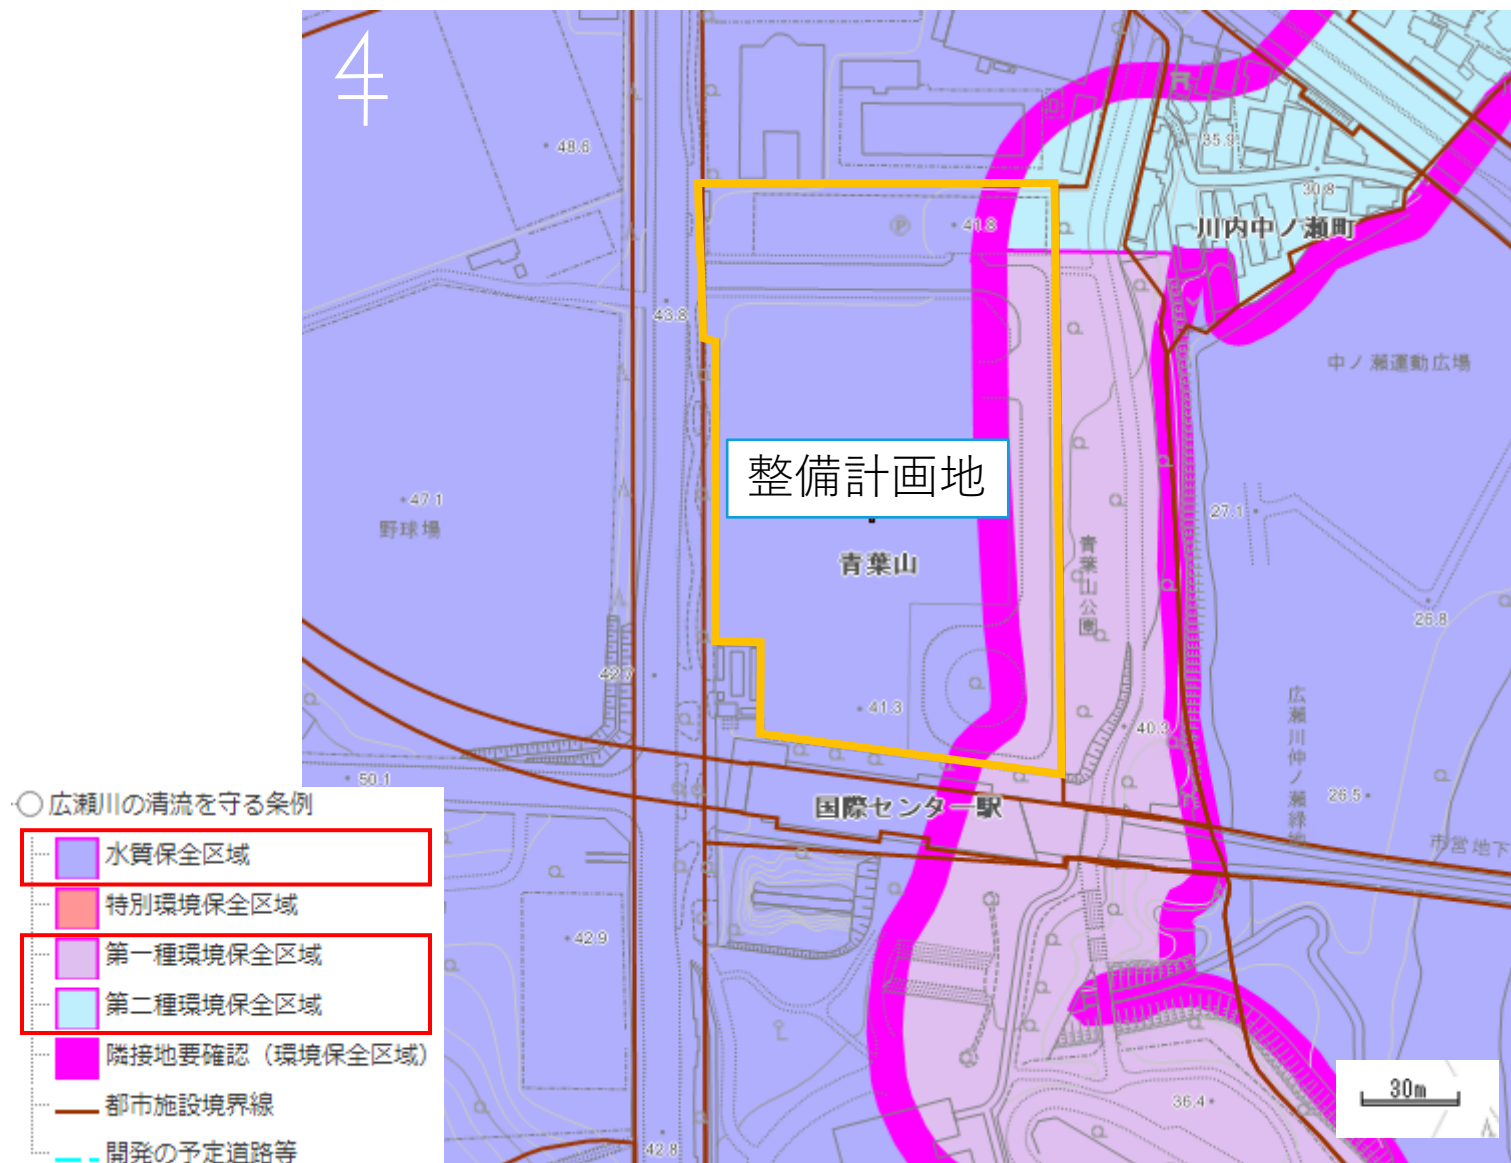 48.6
35.9
30.8
川内中ノ瀬町
P
41.8
43.8
中ノ瀬運動広場
整備計画地
47.1
野球場
27.1
青葉山
青葉山公園
26.8
42.7
41.3
40.3
広瀬川仲ノ瀬緑地
50.1
国際センター駅
26.5
市営地下
42.9
36.4
42.8
30m
広瀬川の清流を守る条例
水質保全区域
特別環境保全区域
第一種環境保全区域
第二種環境保全区域
隣接地要確認（環境保全区域）
都市施設境界線
開発の予定道路等